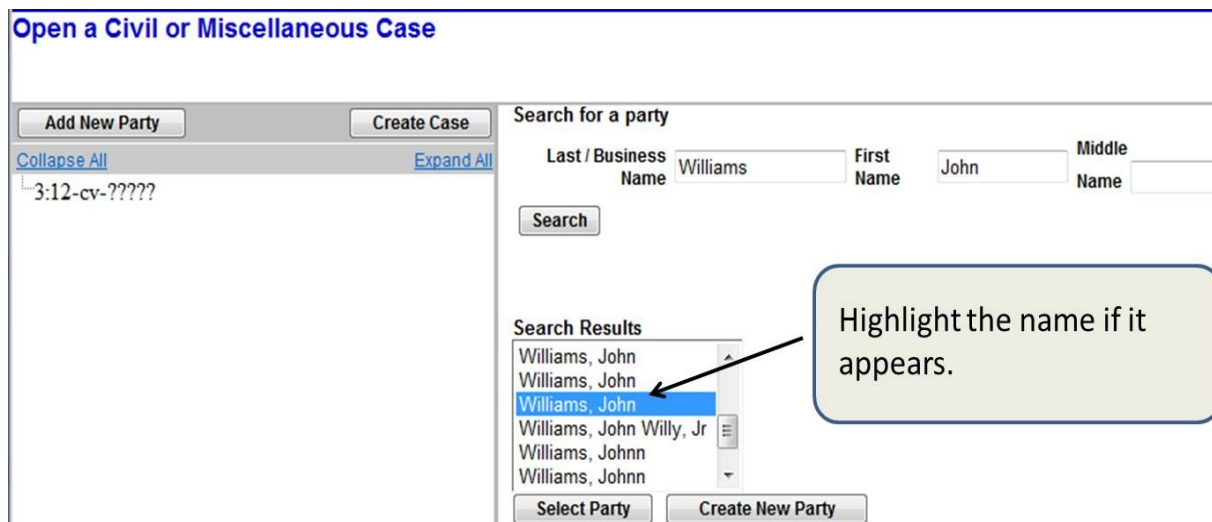 Open a Civil or Miscellaneous Case
Add New Party
Create Case
Collapse All
Expand All
3:12-cv-?????
Search for a party
Last / Business
Name
Williams
First
Name
John
Middle
Name
Search
Search Results
Williams, John
Williams, John
Williams, John
Williams, John Willy, Jr
Williams, Johnn
Williams, Johnn
Select Party
Create New Party
Highlight the name if it
appears.